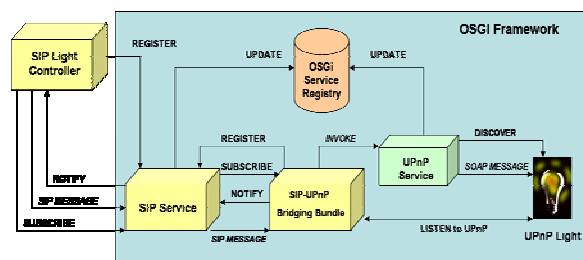 OSGi Framework
SIP Light
Controller
REGISTER
UPDATE
OSGi
Service
Registry
UPDATE
REGISTER
INVOKE
DISCOVER
SUBSCRIBE
UPnP
Service
SOAP MESSAGE
NOTIFY
NOTIFY
SIP MESSAGE
SIP Service
SIP-UPnP
Bridging Bundle
SUBSCRIBE
SIP MESSAGE
LISTEN to UPnP
UPnP Light